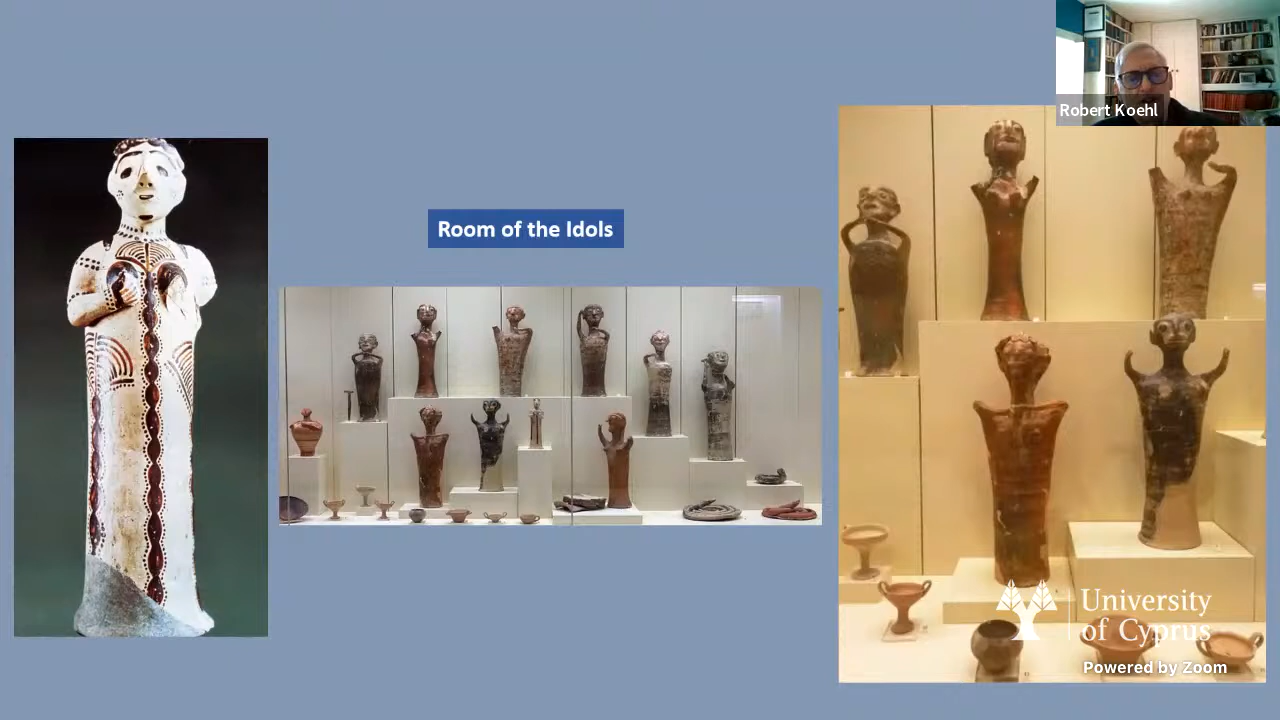 Robert Koehl
Room of the Idols
University
of Cyprus
Powered by Zoom